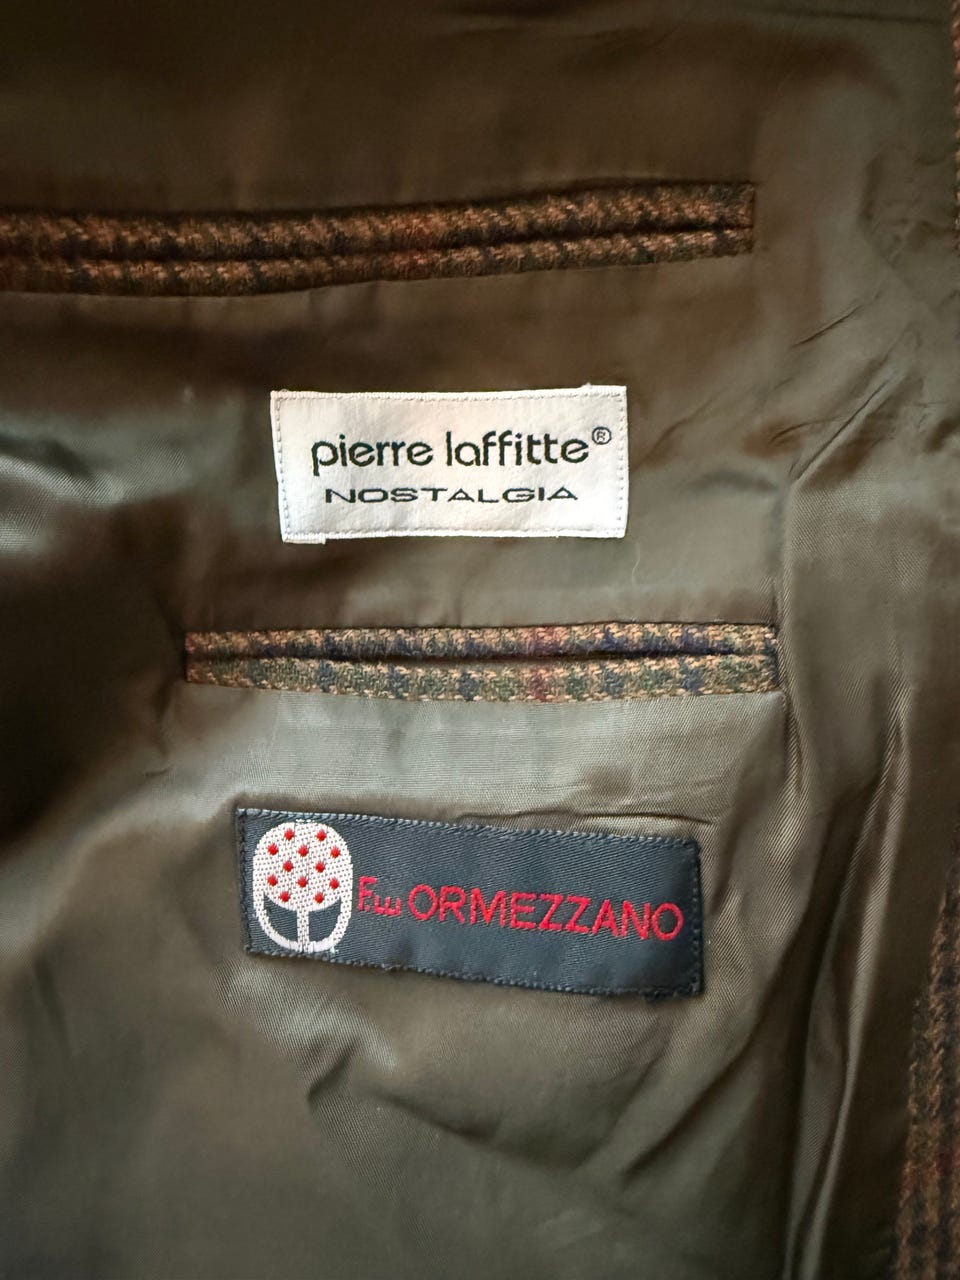 pierre laffitte®
NOSTALGIA
F.lli ORMEZZANO